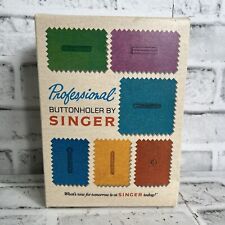 Professional
BUTTONHOLER BY
SINGER
"What's new for tomorrow is at SINGER today!"